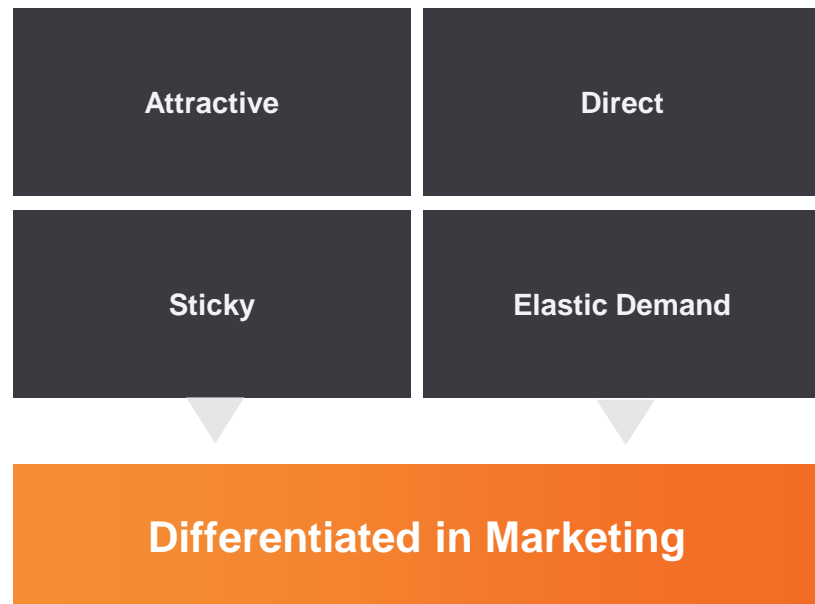 Attractive
Direct
Sticky
Elastic Demand
Differentiated in Marketing